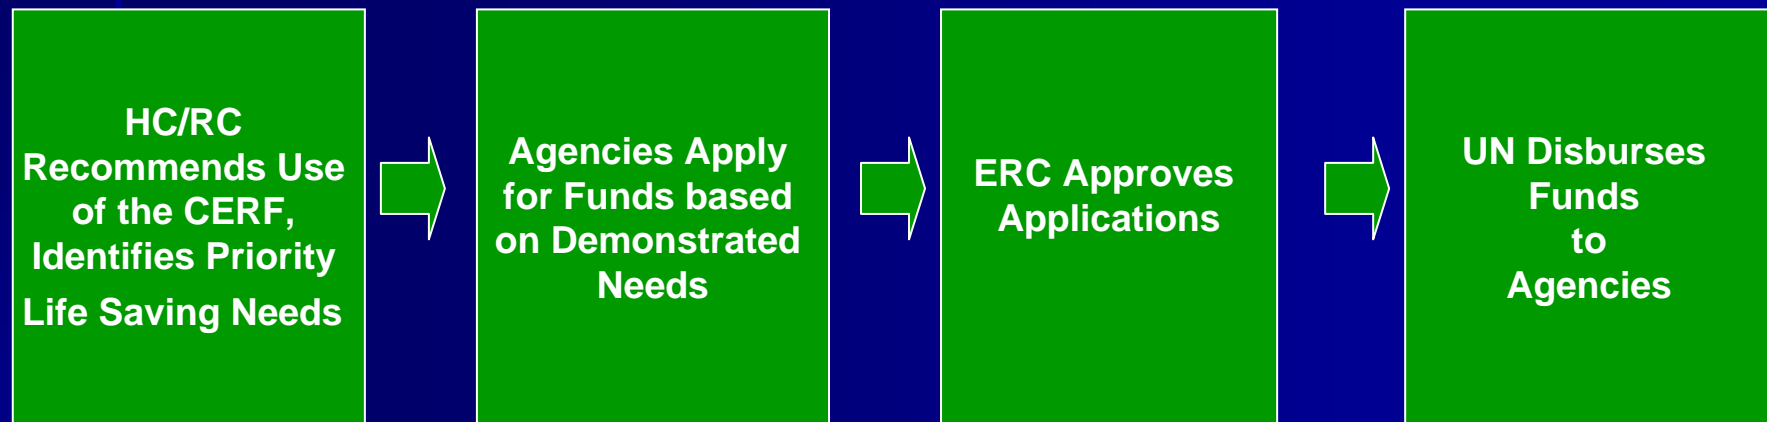 HC/RC
Recommends Use
of the CERF,
Identifies Priority
Life Saving Needs
Agencies Apply
for Funds based
on Demonstrated
Needs
ERC Approves
Applications
UN Disburses
Funds
to
Agencies